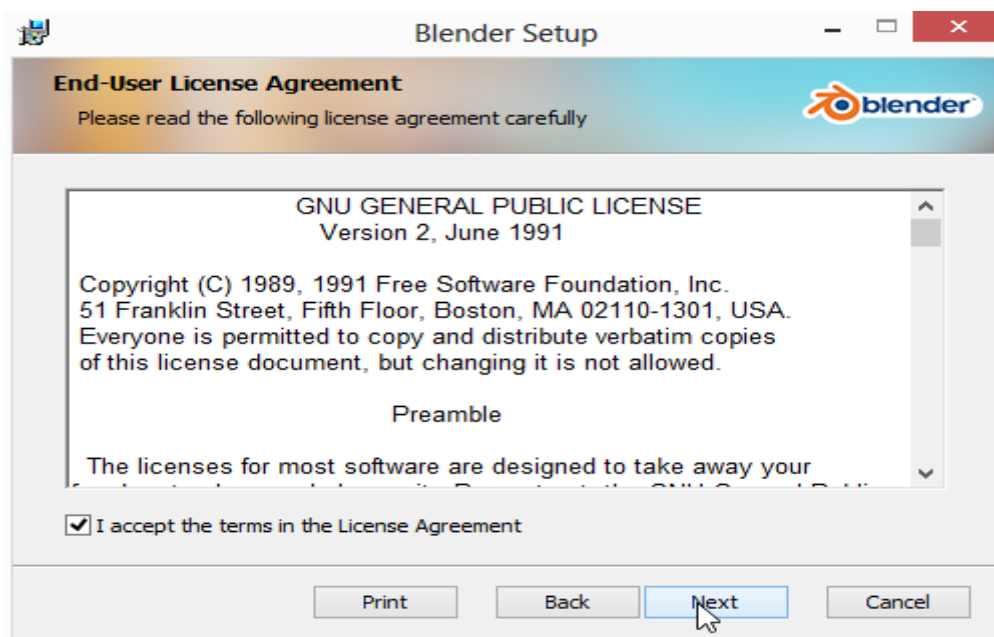 Blender Setup
End-User License Agreement
Please read the following license agreement carefully
blender
GNU GENERAL PUBLIC LICENSE
Version 2, June 1991
Copyright (C) 1989, 1991 Free Software Foundation, Inc.
51 Franklin Street, Fifth Floor, Boston, MA 02110-1301, USA.
Everyone is permitted to copy and distribute verbatim copies
of this license document, but changing it is not allowed.
Preamble
The licenses for most software are designed to take away your
I accept the terms in the License Agreement
Print
Back
Next
Cancel